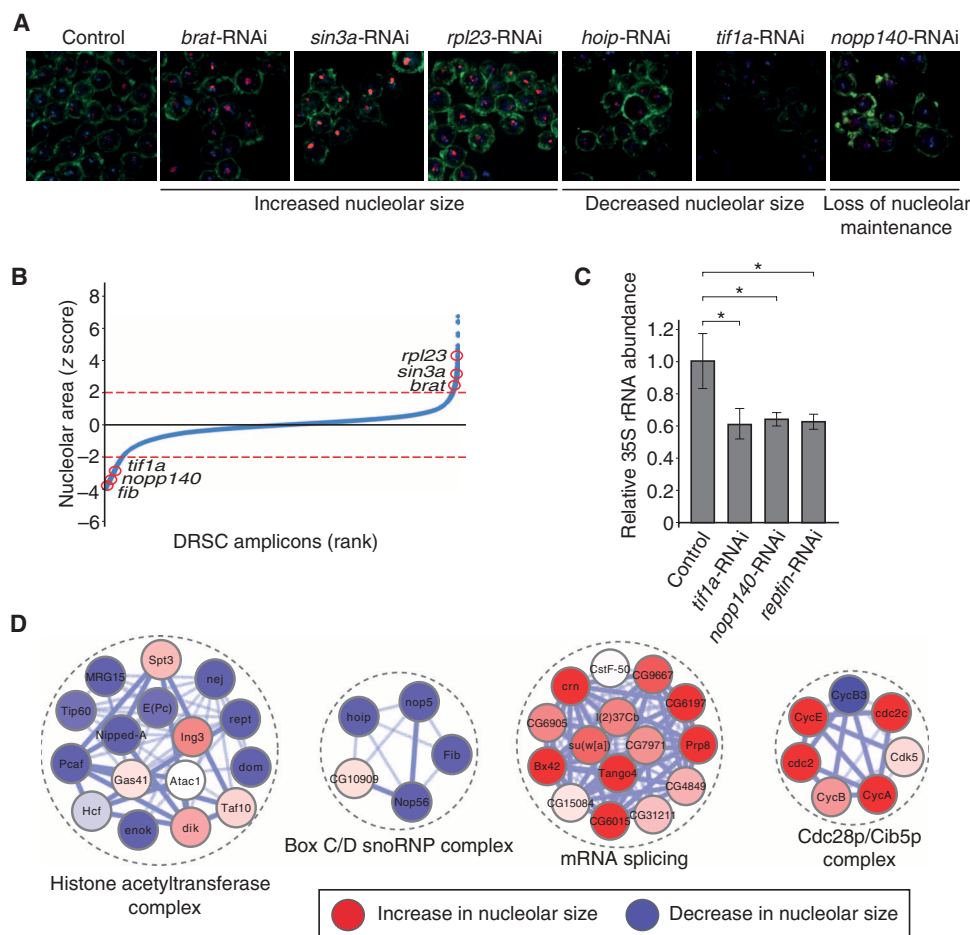 A
Control brat-RNAi sin3a-RNAi rpl23-RNAi hoip-RNAi tif1a-RNAi nopp140-RNAi
Increased nucleolar size
Decreased nucleolar size
Loss of nucleolar
maintenance
B
Nucleolar area (z score)
8
6
4
2
0
–2
–4
–6
rpl23
sin3a
brat
tif1a
nopp140
fib
DRSC amplicons (rank)
C
Relative 35S rRNA abundance
1.2
1.0
0.8
0.6
0.4
0.2
0
*
*
*
Control
tif1a-RNAi
nopp140-RNAi
reptin-RNAi
D
Spt3
MRG15
nej
Tip60
E(Pc)
rept
Nipped-A
Ing3
Pcaf
dom
Gas41
Atac1
Hcf
Taf10
enok
dik
Histone acetyltransferase
complex
nop5
hoip
Fib
CG10909
Nop56
Box C/D snoRNP complex
CstF-50
CG9667
crn
CG6197
CG6905
l(2)37Cb
su(w[a])
CG7971
Prp8
Bx42
Tango4
CG4849
CG15084
CG31211
CG6015
mRNA splicing
CycB3
CycE
cdc2c
cdc2
Cdk5
CycB
CycA
Cdc28p/Cib5p
complex
Increase in nucleolar size
Decrease in nucleolar size